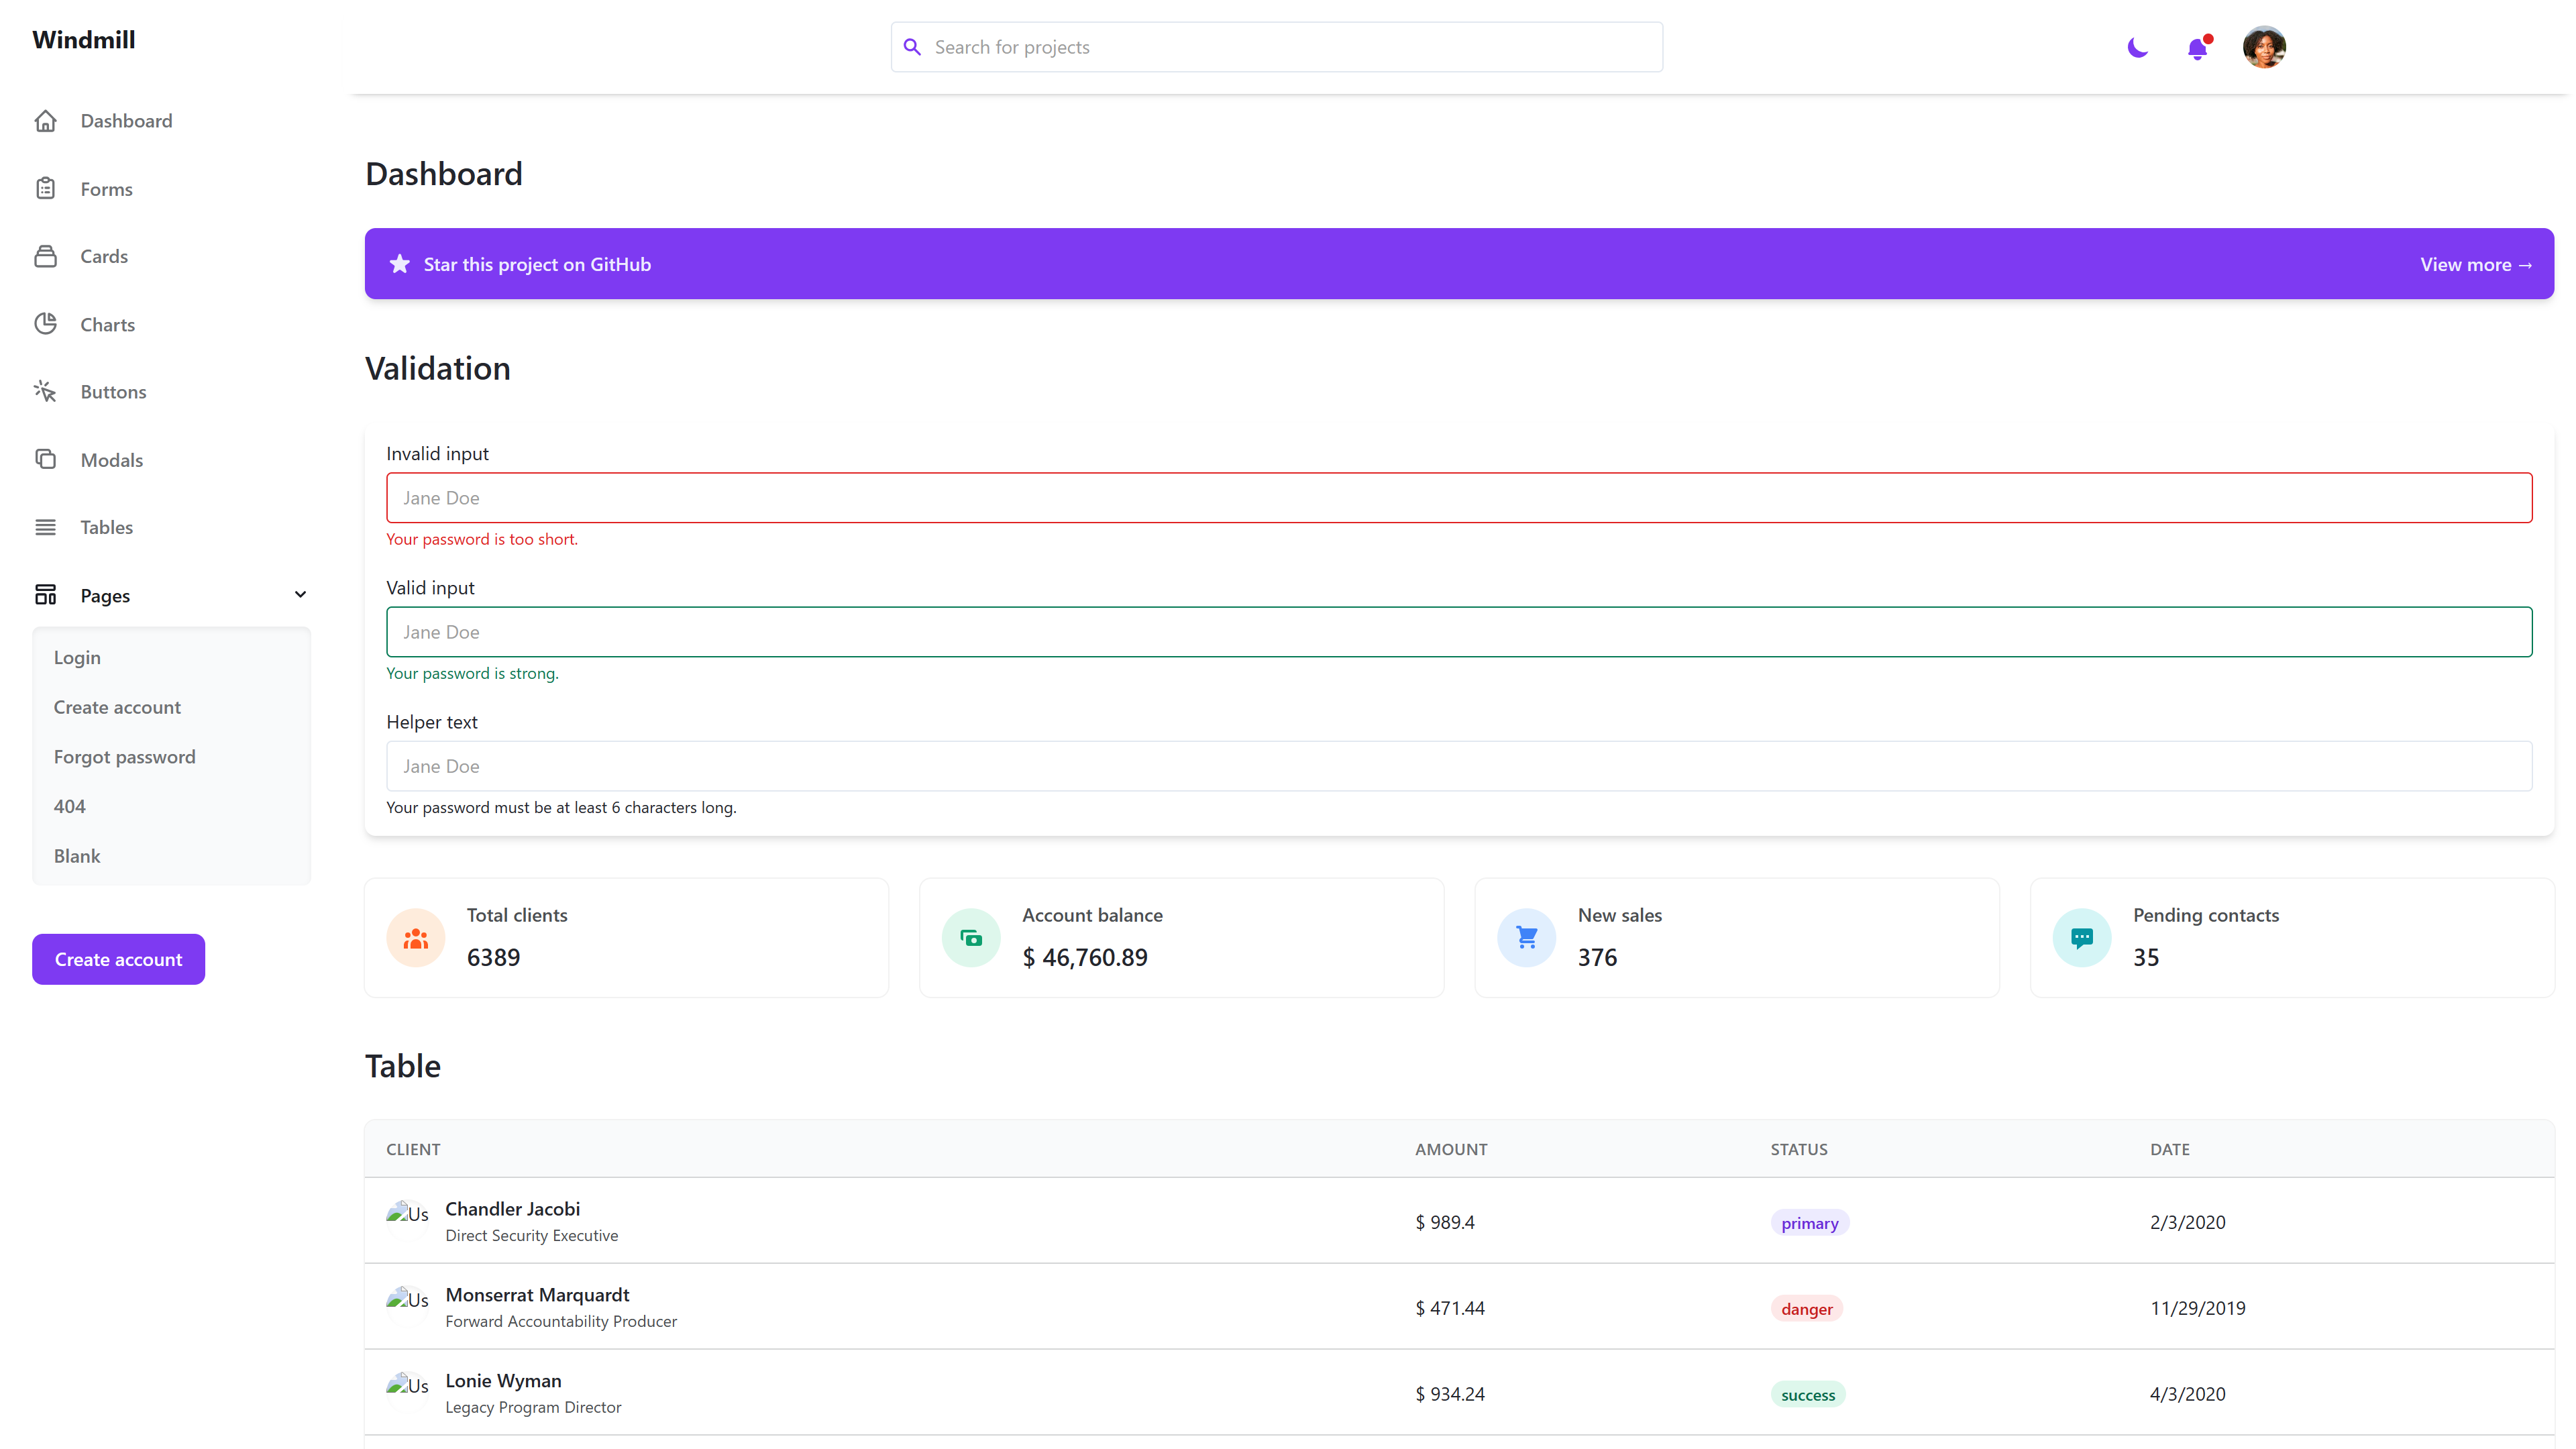 Windmill
Search for projects
Dashboard
Forms
Cards
Charts
Buttons
Modals
Tables
Pages
Login
Create account
Forgot password
404
Blank
Create account
Dashboard
Star this project on GitHub
View more →
Validation
Invalid input
Jane Doe
Your password is too short.
Valid input
Jane Doe
Your password is strong.
Helper text
Jane Doe
Your password must be at least 6 characters long.
Total clients
6389
Account balance
$ 46,760.89
New sales
376
Pending contacts
35
Table
CLIENT AMOUNT STATUS DATE
Us
Chandler Jacobi
Direct Security Executive
$ 989.4
primary
2/3/2020
Us
Monserrat Marquardt
Forward Accountability Producer
$ 471.44
danger
11/29/2019
Us
Lonie Wyman
Legacy Program Director
$ 934.24
success
4/3/2020